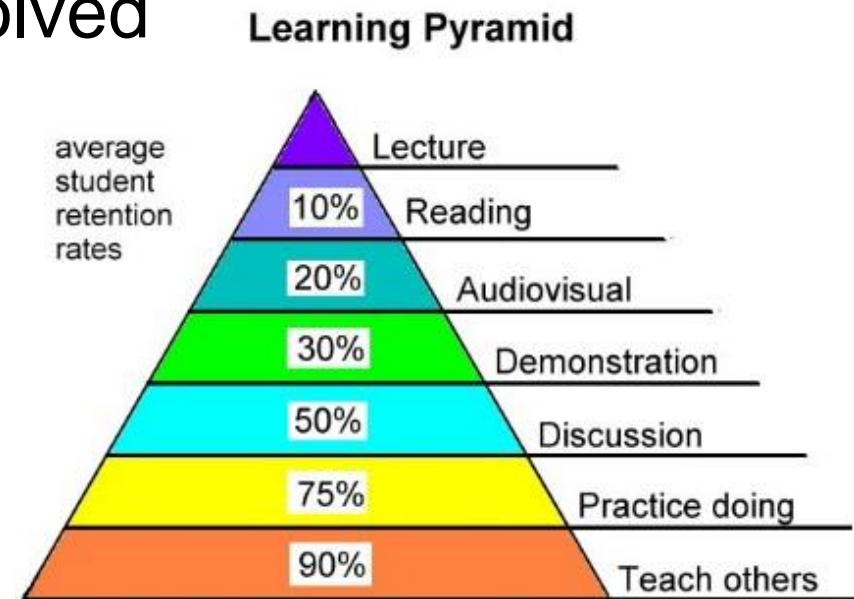 olved
Learning Pyramid
average
student
retention
rates
Lecture
10% Reading
20% Audiovisual
30% Demonstration
50% Discussion
75% Practice doing
90% Teach others